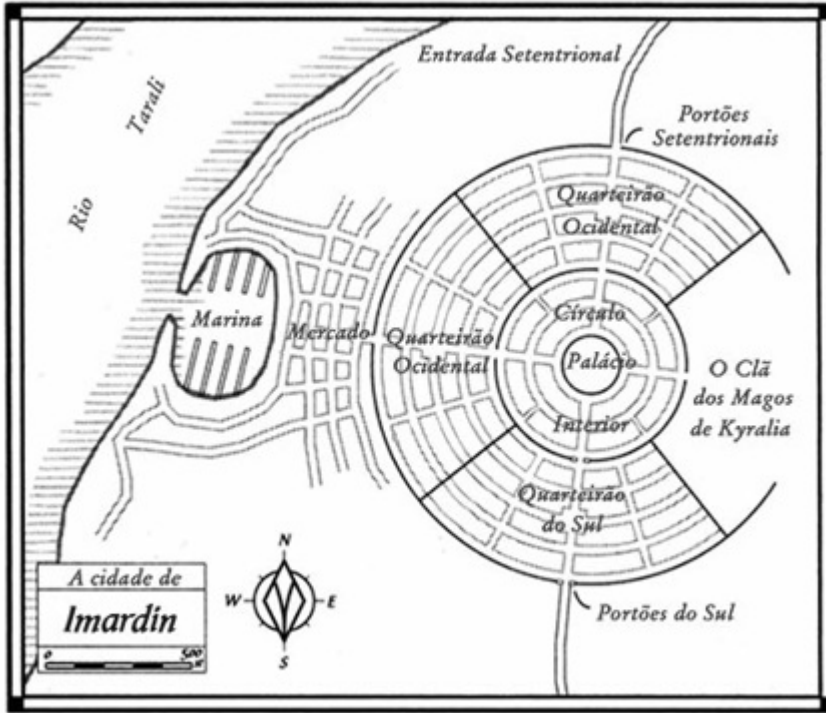 Entrada Setentrional
Rio
Tarali
Portões
Setentrionais
Quarteirão
Ocidental
Marina
Mercado
Quarteirão
Ocidental
Círculo
Palácio
Interior
O Clã
dos Magos
de Kyralia
Quarteirão
do Sul
Portões do Sul
A cidade de
Imardin
0
500
N
W
E
S